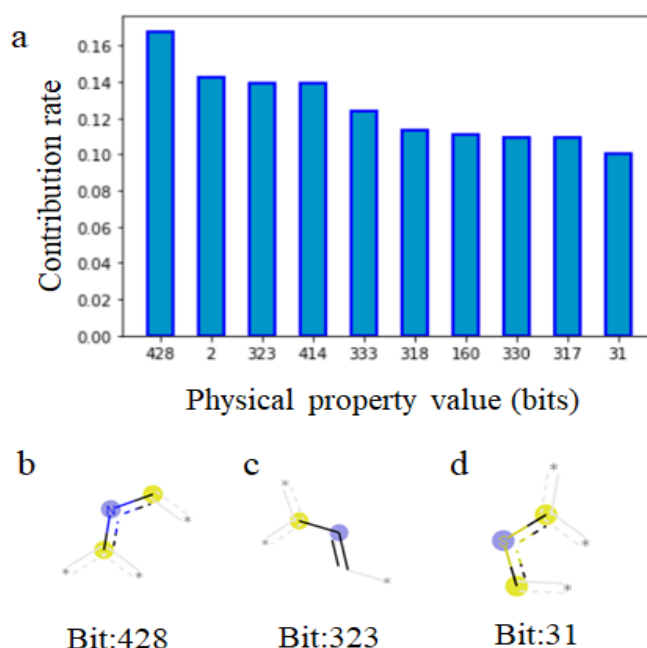 a
Contribution rate
0.16
0.14
0.12
0.10
0.08
0.06
0.04
0.02
0.00
428 2 323 414 333 318 160 330 317 31
Physical property value (bits)
b c d
N
* * *
* * *
* * *
Bit:428 Bit:323 Bit:31